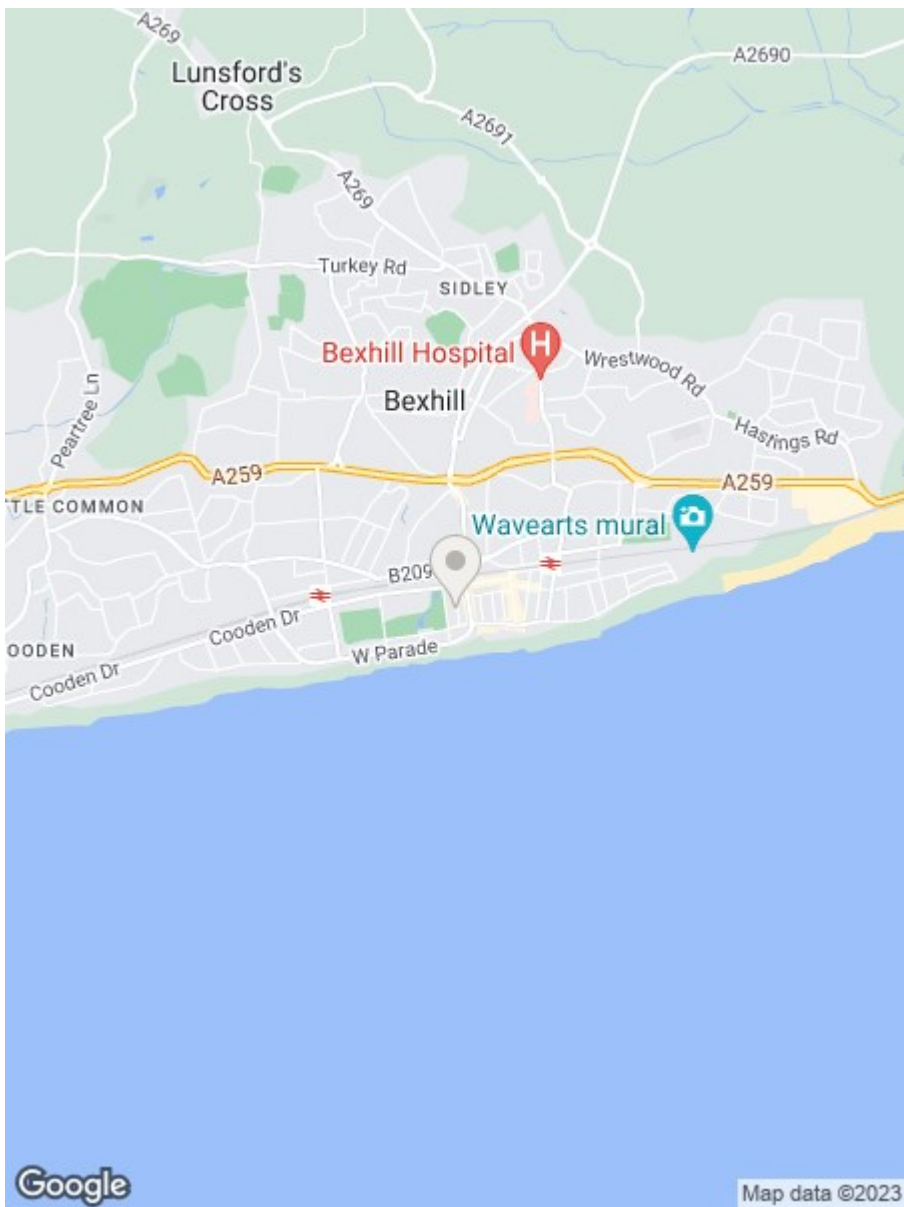 A269
A2690
Lunsford's
Cross
A2691
A269
Turkey Rd
SIDLEY
Bexhill Hospital
H
Wrestwood Rd
Peartree Ln
Bexhill
Hastings Rd
A259
A259
TLE COMMON
Wavearts mural
B209
Cooden Dr
W Parade
OODEN
Cooden Dr
Google
Map data ©2023